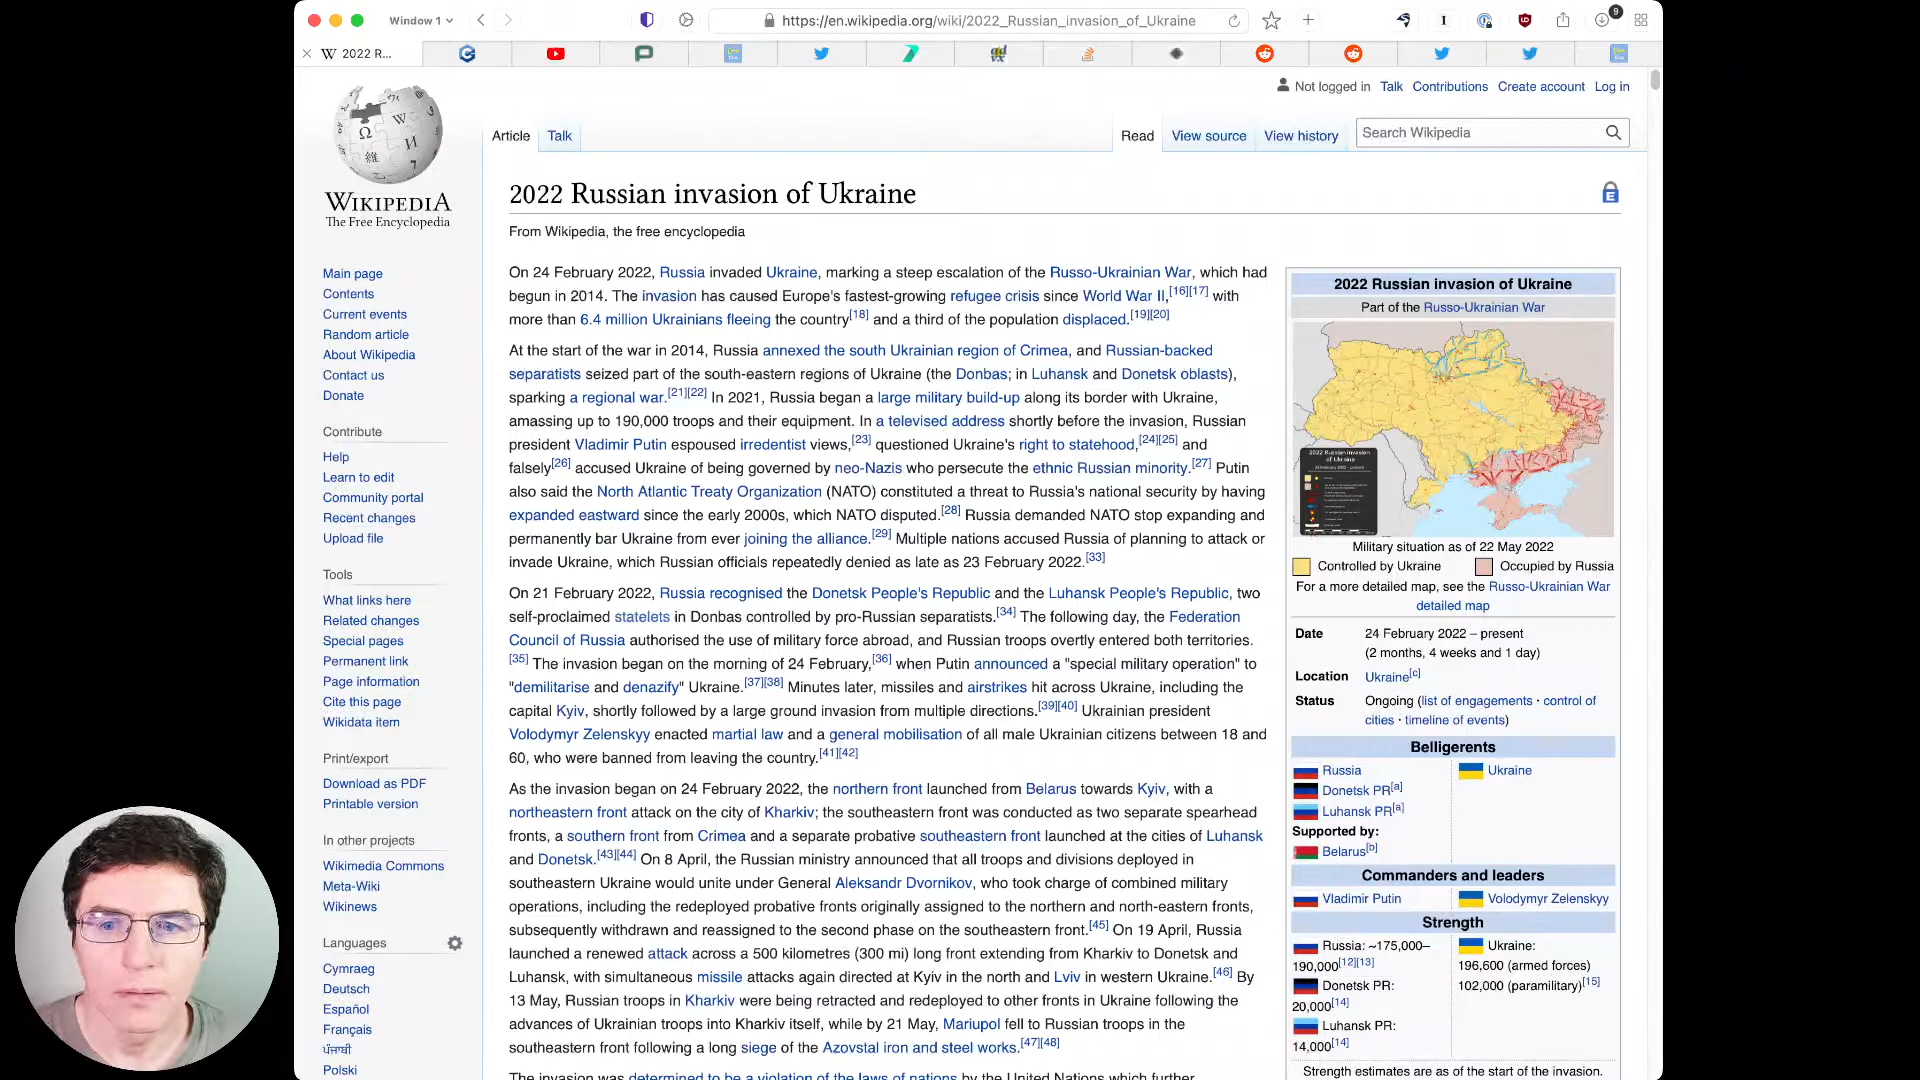 Window 1
https://en.wikipedia.org/wiki/2022_Russian_invasion_of_Ukraine
9
W 2022 R...
Not logged in Talk Contributions Create account Log in
Article Talk
Read View source View history Search Wikipedia
WIKIPEDIA
The Free Encyclopedia
2022 Russian invasion of Ukraine
From Wikipedia, the free encyclopedia
Main page
Contents
Current events
Random article
About Wikipedia
Contact us
Donate
Contribute
Help
Learn to edit
Community portal
Recent changes
Upload file
Tools
What links here
Related changes
Special pages
Permanent link
Page information
Cite this page
Wikidata item
Print/export
Download as PDF
Printable version
In other projects
Wikimedia Commons
Meta-Wiki
Wikinews
Languages
Cymraeg
Deutsch
Español
Français
ਪੰਜਾਬੀ
Polski
On 24 February 2022, Russia invaded Ukraine, marking a steep escalation of the Russo-Ukrainian War, which had
begun in 2014. The invasion has caused Europe's fastest-growing refugee crisis since World War II,[16][17] with
more than 6.4 million Ukrainians fleeing the country[18] and a third of the population displaced.[19][20]
At the start of the war in 2014, Russia annexed the south Ukrainian region of Crimea, and Russian-backed
separatists seized part of the south-eastern regions of Ukraine (the Donbas; in Luhansk and Donetsk oblasts),
sparking a regional war.[21][22] In 2021, Russia began a large military build-up along its border with Ukraine,
amassing up to 190,000 troops and their equipment. In a televised address shortly before the invasion, Russian
president Vladimir Putin espoused irredentist views,[23] questioned Ukraine's right to statehood,[24][25] and
falsely[26] accused Ukraine of being governed by neo-Nazis who persecute the ethnic Russian minority.[27] Putin
also said the North Atlantic Treaty Organization (NATO) constituted a threat to Russia's national security by having
expanded eastward since the early 2000s, which NATO disputed.[28] Russia demanded NATO stop expanding and
permanently bar Ukraine from ever joining the alliance.[29] Multiple nations accused Russia of planning to attack or
invade Ukraine, which Russian officials repeatedly denied as late as 23 February 2022.[33]
On 21 February 2022, Russia recognised the Donetsk People's Republic and the Luhansk People's Republic, two
self-proclaimed statelets in Donbas controlled by pro-Russian separatists.[34] The following day, the Federation
Council of Russia authorised the use of military force abroad, and Russian troops overtly entered both territories.
[35] The invasion began on the morning of 24 February,[36] when Putin announced a "special military operation" to
"demilitarise and denazify" Ukraine.[37][38] Minutes later, missiles and airstrikes hit across Ukraine, including the
capital Kyiv, shortly followed by a large ground invasion from multiple directions.[39][40] Ukrainian president
Volodymyr Zelenskyy enacted martial law and a general mobilisation of all male Ukrainian citizens between 18 and
60, who were banned from leaving the country.[41][42]
As the invasion began on 24 February 2022, the northern front launched from Belarus towards Kyiv, with a
northeastern front attack on the city of Kharkiv; the southeastern front was conducted as two separate spearhead
fronts, a southern front from Crimea and a separate probative southeastern front launched at the cities of Luhansk
and Donetsk.[43][44] On 8 April, the Russian ministry announced that all troops and divisions deployed in
southeastern Ukraine would unite under General Aleksandr Dvornikov, who took charge of combined military
operations, including the redeployed probative fronts originally assigned to the northern and north-eastern fronts,
subsequently withdrawn and reassigned to the second phase on the southeastern front.[45] On 19 April, Russia
launched a renewed attack across a 500 kilometres (300 mi) long front extending from Kharkiv to Donetsk and
Luhansk, with simultaneous missile attacks again directed at Kyiv in the north and Lviv in western Ukraine.[46] By
13 May, Russian troops in Kharkiv were being retracted and redeployed to other fronts in Ukraine following the
advances of Ukrainian troops into Kharkiv itself, while by 21 May, Mariupol fell to Russian troops in the
southeastern front following a long siege of the Azovstal iron and steel works.[47][48]
The invasion was determined to be a violation of the laws of nations by the United Nations which further
2022 Russian invasion of Ukraine
Part of the Russo-Ukrainian War
2022 Russian invasion
of Ukraine
Military situation as of 22 May 2022
Controlled by Ukraine Occupied by Russia
For a more detailed map, see the Russo-Ukrainian War
detailed map
Date 24 February 2022 – present
(2 months, 4 weeks and 1 day)
Location Ukraine[c]
Status Ongoing (list of engagements · control of
cities · timeline of events)
Belligerents
Russia
Donetsk PR[a]
Luhansk PR[a]
Supported by:
Belarus[b]
Ukraine
Commanders and leaders
Vladimir Putin Volodymyr Zelenskyy
Strength
Russia: ~175,000–
190,000[12][13]
Donetsk PR:
20,000[14]
Luhansk PR:
14,000[14]
Ukraine:
196,600 (armed forces)
102,000 (paramilitary)[15]
Strength estimates are as of the start of the invasion.